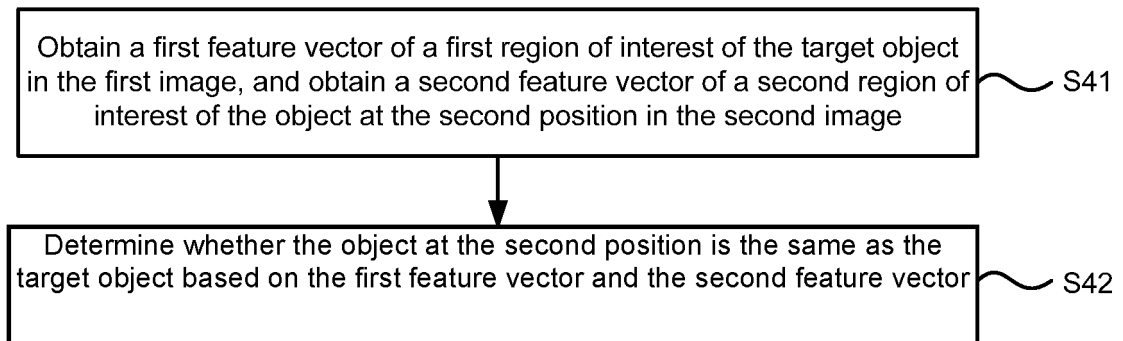 Obtain a first feature vector of a first region of interest of the target object
in the first image, and obtain a second feature vector of a second region of
interest of the object at the second position in the second image
S41
Determine whether the object at the second position is the same as the
target object based on the first feature vector and the second feature vector
S42